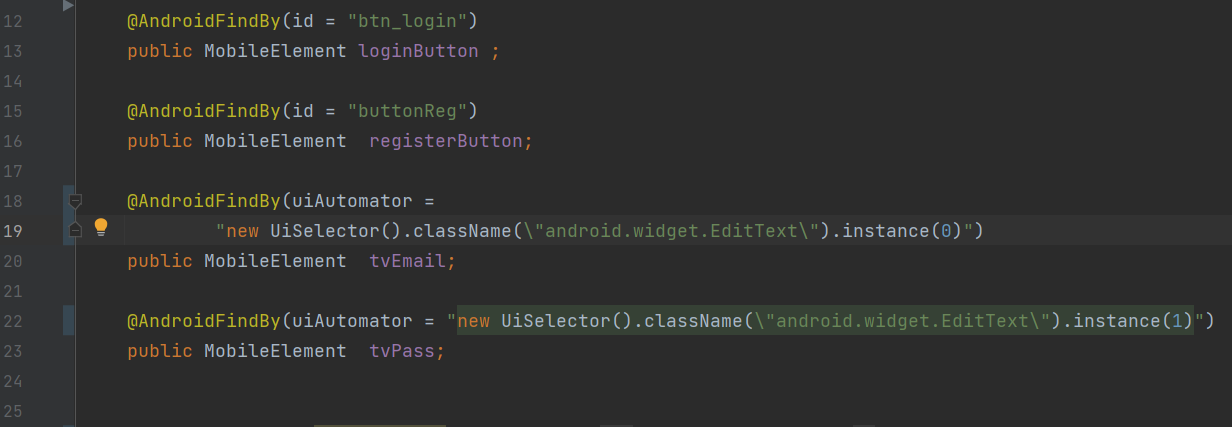 12 @AndroidFindBy(id = "btn_login")
13 public MobileElement loginButton ;
14
15 @AndroidFindBy(id = "buttonReg")
16 public MobileElement  registerButton;
17
18 @AndroidFindBy(uiAutomator =
19         "new UiSelector().className(\"android.widget.EditText\").instance(0)")
20 public MobileElement  tvEmail;
21
22 @AndroidFindBy(uiAutomator = "new UiSelector().className(\"android.widget.EditText\").instance(1)")
23 public MobileElement  tvPass;
24
25